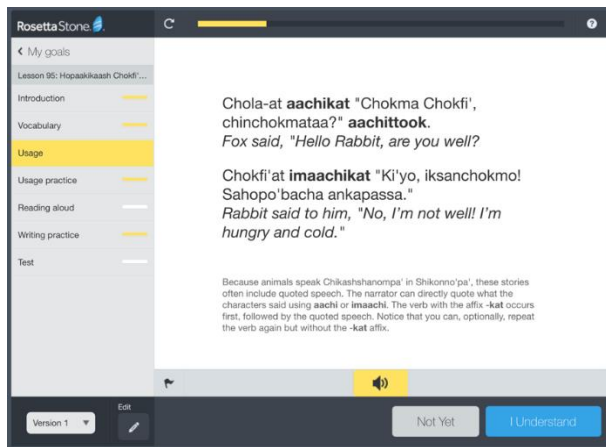 RosettaStone
My goals
Lesson 95: Hopaakikaash Chokfi'...
Introduction
Vocabulary
Usage
Usage practice
Reading aloud
Writing practice
Test
Version 1
Edit
Chola-at aachikat "Chokma Chokfi',
chinchokmataa?" aachittook.
Fox said, "Hello Rabbit, are you well?
Chokfi'at imaachikat "Ki'yo, iksanchokmo!
Sahopo'bacha ankapassa."
Rabbit said to him, "No, I'm not well! I'm
hungry and cold."
Because animals speak Chikashshanompa' in Shikonno'pa', these stories
often include quoted speech. The narrator can directly quote what the
characters said using aachi or imaachi. The verb with the affix -kat occurs
first, followed by the quoted speech. Notice that you can, optionally, repeat
the verb again but without the -kat affix.
Not Yet
I Understand